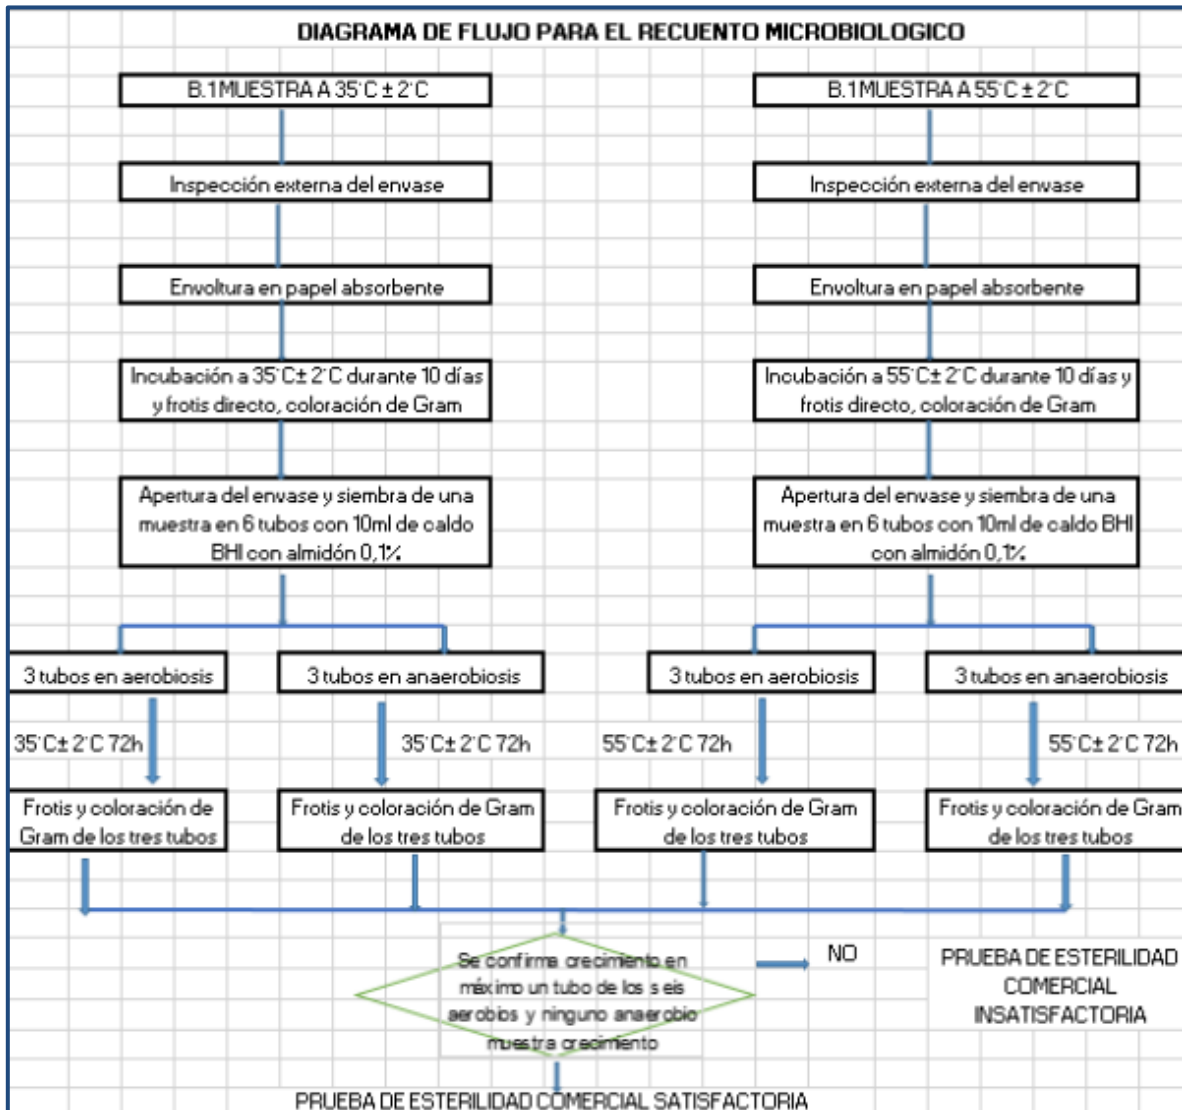 DIAGRAMA DE FLUJO PARA EL RECUENTO MICROBIOLOGICO
B.1MUESTRA A 35°C ± 2°C
B.1 MUESTRA A 55°C ± 2°C
Inspección externa del envase
Inspección externa del envase
Envoltura en papel absorbente
Envoltura en papel absorbente
Incubación a 35°C± 2°C durante 10 días
y frotis directo, coloración de Gram
Incubación a 55°C± 2°C durante 10 días y
frotis directo, coloración de Gram
Apertura del envase y siembra de una
muestra en 6 tubos con 10ml de caldo
BHI con almidón 0,1%
Apertura del envase y siembra de una
muestra en 6 tubos con 10ml de caldo BHI
con almidón 0,1%
3 tubos en aerobiosis
3 tubos en anaerobiosis
3 tubos en aerobiosis
3 tubos en anaerobiosis
35°C± 2°C 72h
35°C± 2°C 72h
55°C± 2°C 72h
55°C± 2°C 72h
Frotis y coloración de
Gram de los tres tubos
Frotis y coloración de Gram
de los tres tubos
Frotis y coloración de Gram
de los tres tubos
Frotis y coloración de Gram
de los tres tubos
Se confirma crecimiento en
máximo un tubo de los seis
aerobios y ninguno anaerobio
muestra crecimiento
NO
PRUEBA DE ESTERILIDAD
COMERCIAL
INSATISFACTORIA
PRUEBA DE ESTERILIDAD COMERCIAL SATISFACTORIA